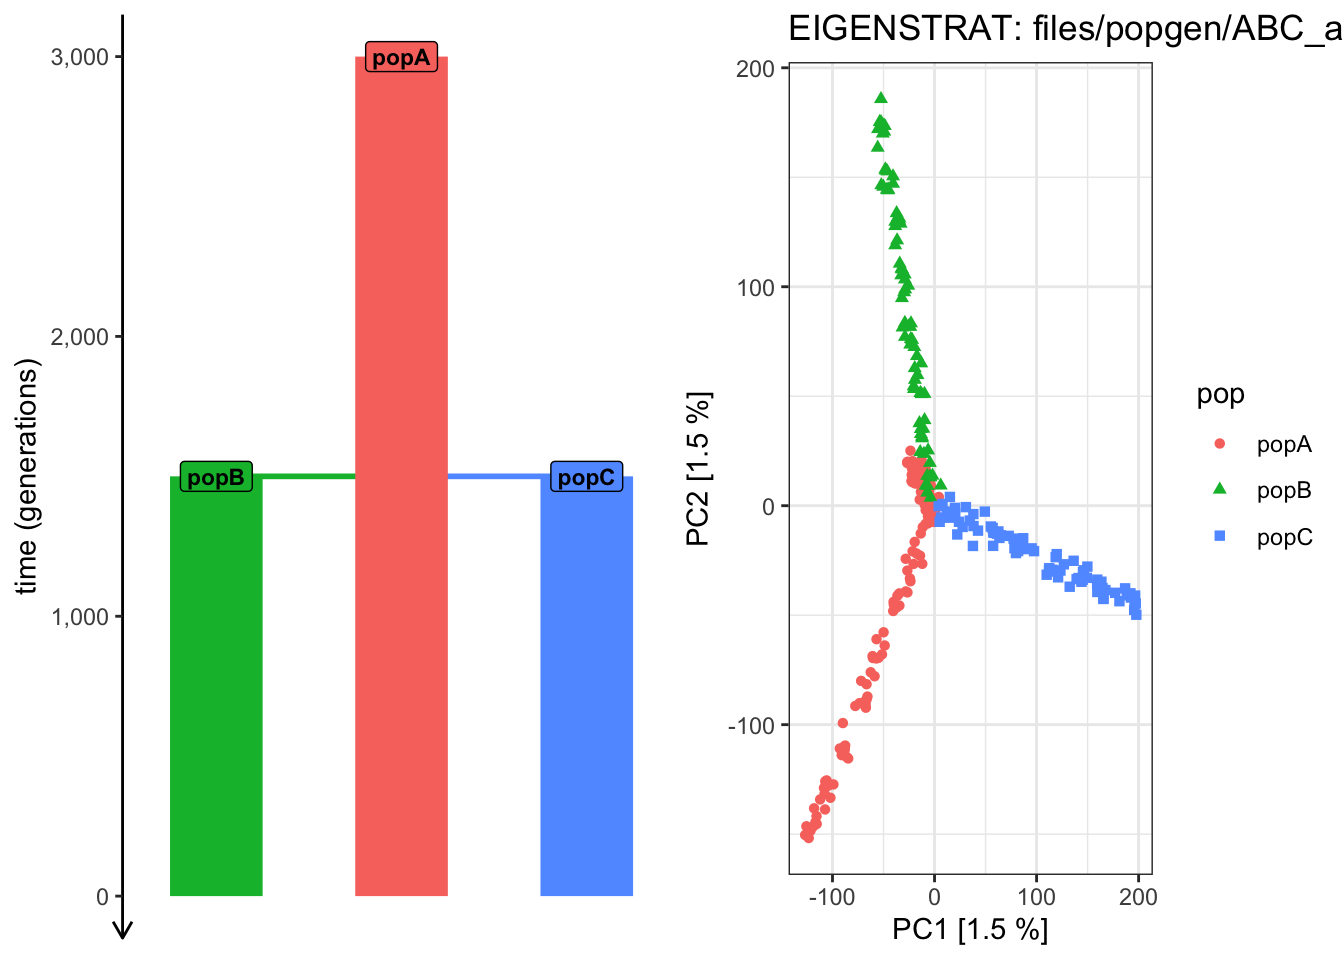 3,000
2,000
1,000
0
time (generations)
popA
popB
popC
EIGENSTRAT: files/popgen/ABC_a
200
100
0
-100
PC2 [1.5 %]
-100
0
100
200
PC1 [1.5 %]
pop
popA
popB
popC